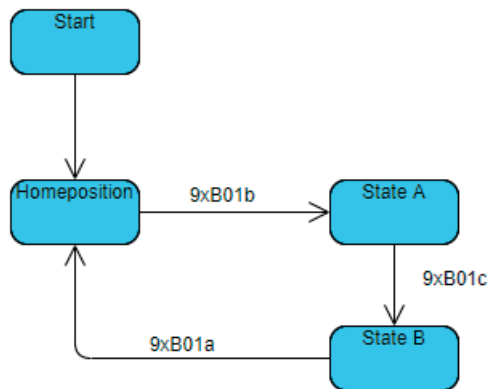 Start
Homeposition
9xB01b
State A
9xB01c
9xB01a
State B